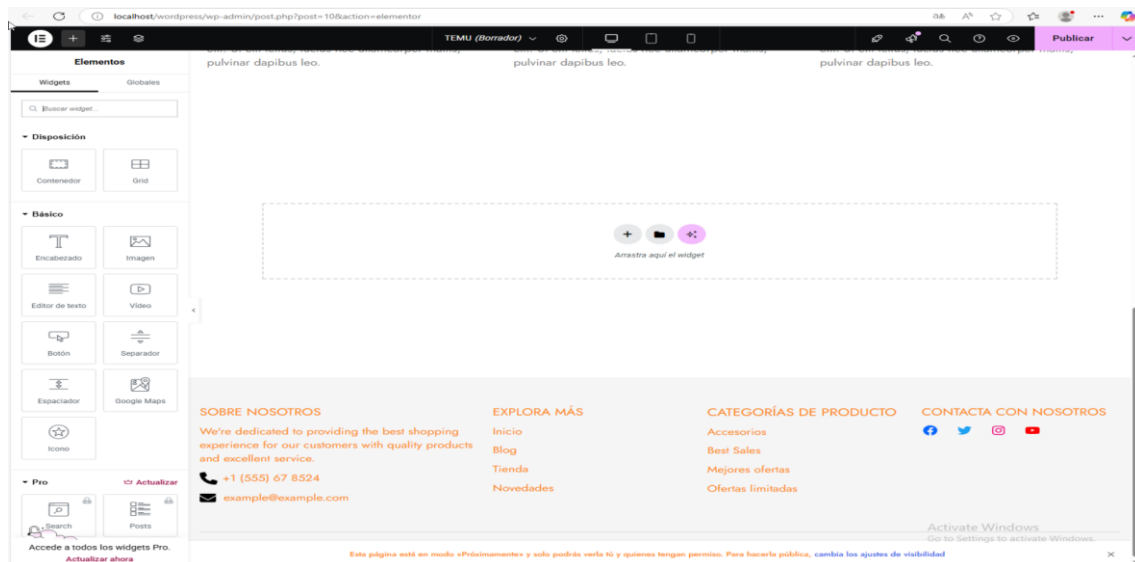 localhost/wordpress/wp-admin/post.php?post=10&action=elementor
TEMU (Borrador)
Publicar
Elementos
Widgets
Globales
Buscar widget...
Disposición
Contenedor
Grid
Básico
Encabezado
Imagen
Editor de texto
Vídeo
Botón
Separador
Espaciador
Google Maps
Icono
Pro
Actualizar
Search
Posts
Accede a todos los widgets Pro.
Actualizar ahora
pulvinar dapibus leo.
pulvinar dapibus leo.
pulvinar dapibus leo.
Arrastra aquí el widget
SOBRE NOSOTROS
We're dedicated to providing the best shopping
experience for our customers with quality products
and excellent service.
+1 (555) 67 8524
example@example.com
EXPLORA MÁS
Inicio
Blog
Tienda
Novedades
CATEGORÍAS DE PRODUCTO
Accesorios
Best Sales
Mejores ofertas
Ofertas limitadas
CONTACTA CON NOSOTROS
Activate Windows
Go to Settings to activate Windows.
Esta página está en modo «Próximamente» y solo podrás verla tú y quienes tengan permiso. Para hacerla pública, cambia los ajustes de visibilidad